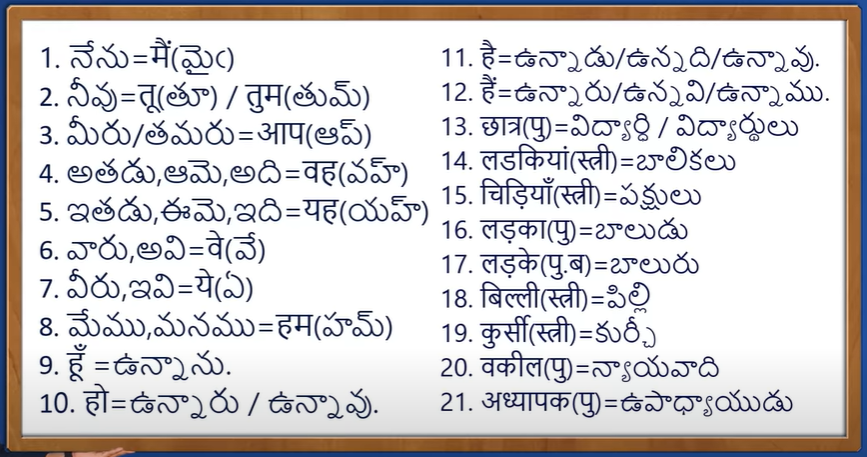 1. నేను=मैं(మైఁ)
2. నీవు=तू(తూ) / तुम(తుమ్)
3. మీరు/తమరు=आप(ఆప్)
4. అతడు,ఆమె,అది=वह(వహ్)
5. ఇతడు,ఈమె,ఇది=यह(యహ్)
6. వారు,అవి=वे(వే)
7. వీరు,ఇవి=ये(ఏ)
8. మేము,మనము=हम(హమ్)
9. हूँ =ఉన్నాను.
10. हो=ఉన్నారు / ఉన్నావు.
11. है=ఉన్నాడు/ఉన్నది/ఉన్నావు.
12. हैं=ఉన్నారు/ఉన్నవి/ఉన్నాము.
13. छात्र(पु)=విద్యార్థి / విద్యార్థులు
14. लडकियां(स्त्री)=బాలికలు
15. चिड़ियाँ(स्त्री)=పక్షులు
16. लड़का(पु)=బాలుడు
17. लड़के(पु.ब)=బాలురు
18. बिल्ली(स्त्री)=పిల్లి
19. कुर्सी(स्त्री)=కుర్చీ
20. वकील(पु)=న్యాయవాది
21. अध्यापक(पु)=ఉపాధ్యాయుడు